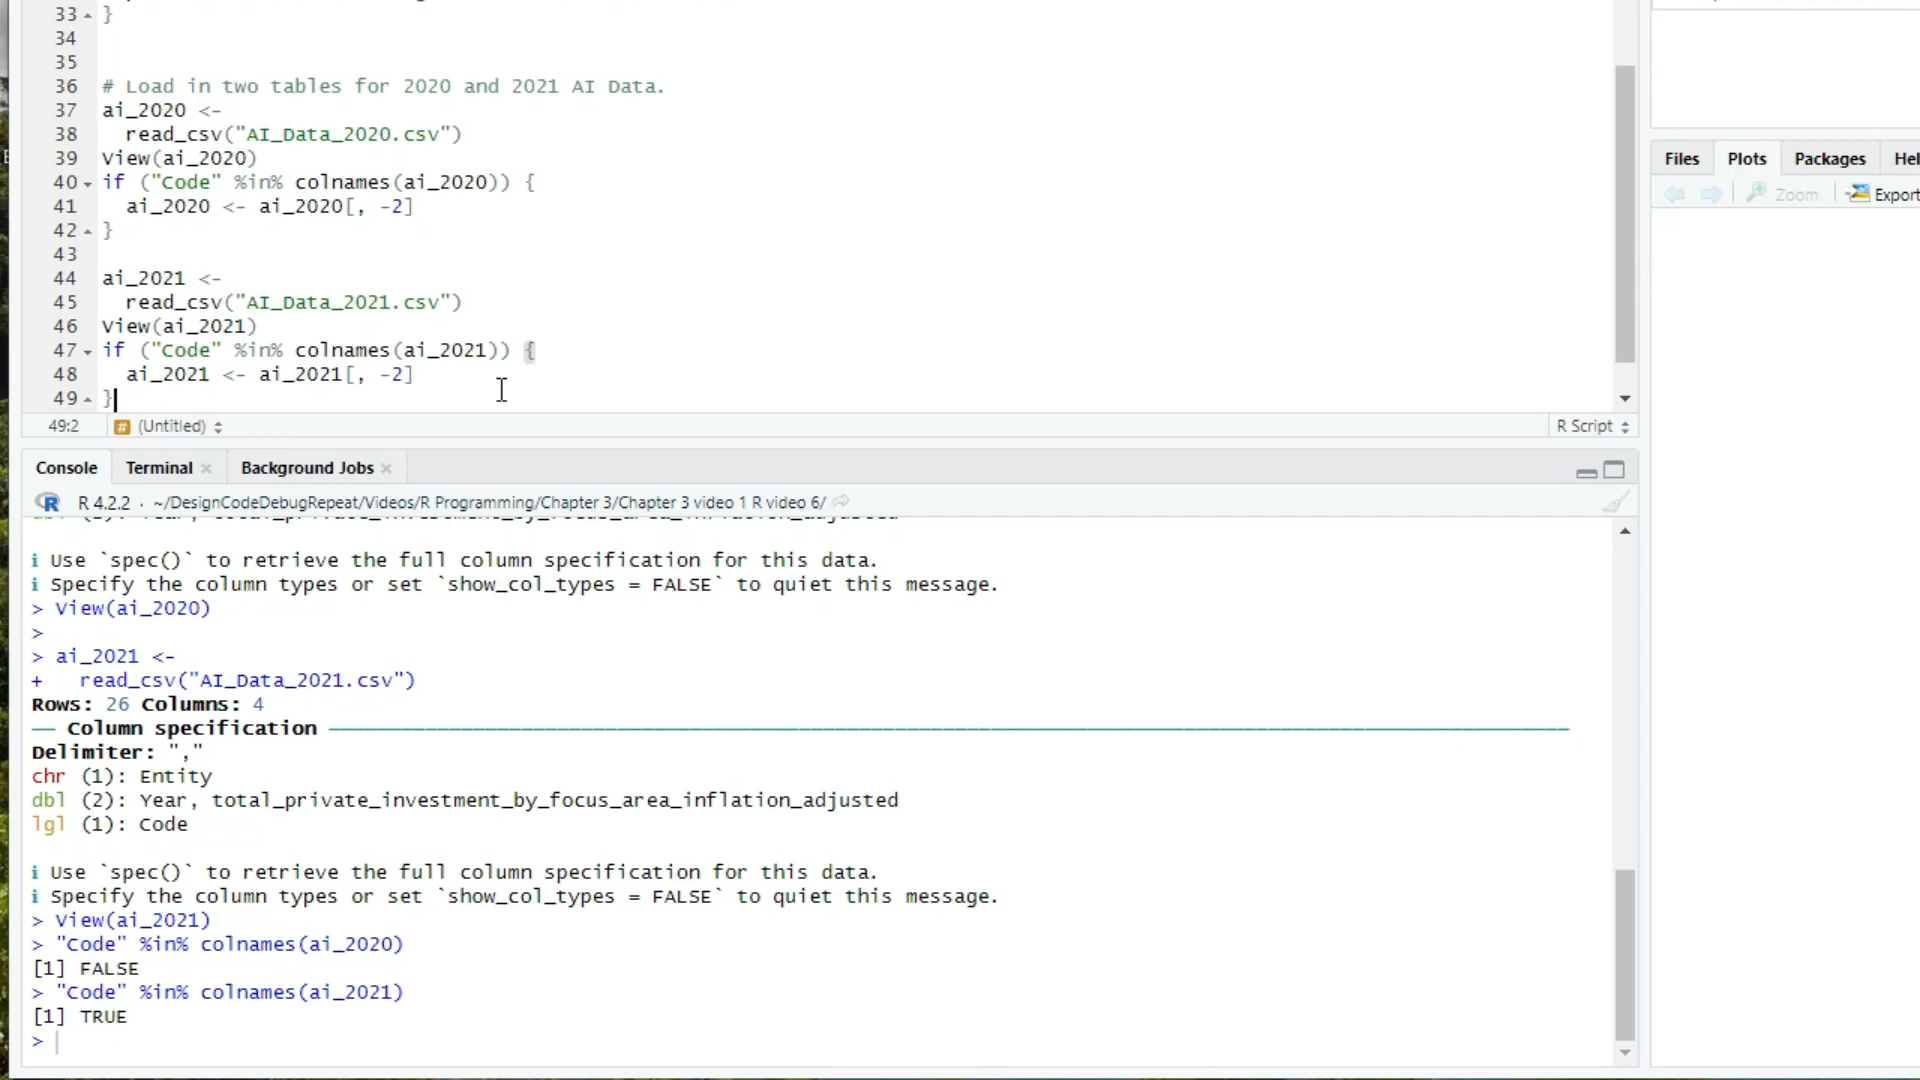 33 }
34
35
36 # Load in two tables for 2020 and 2021 AI Data.
37 ai_2020 <-
38 read_csv("AI_Data_2020.csv")
39 View(ai_2020)
40 if ("Code" %in% colnames(ai_2020)) {
41 ai_2020 <- ai_2020[, -2]
42 }
43
44 ai_2021 <-
45 read_csv("AI_Data_2021.csv")
46 View(ai_2021)
47 if ("Code" %in% colnames(ai_2021)) {
48 ai_2021 <- ai_2021[, -2]
49 }
49:2 # (Untitled) R Script
Files Plots Packages
Zoom Export
Console Terminal Background Jobs
R R 4.2.2 · ~/DesignCodeDebugRepeat/Videos/R Programming/Chapter 3/Chapter 3 video 1 R video 6/
i Use `spec()` to retrieve the full column specification for this data.
i Specify the column types or set `show_col_types = FALSE` to quiet this message.
> View(ai_2020)
>
> ai_2021 <-
+ read_csv("AI_Data_2021.csv")
Rows: 26 Columns: 4
── Column specification ──
Delimiter: ","
chr (1): Entity
dbl (2): Year, total_private_investment_by_focus_area_inflation_adjusted
lgl (1): Code
i Use `spec()` to retrieve the full column specification for this data.
i Specify the column types or set `show_col_types = FALSE` to quiet this message.
> View(ai_2021)
> "Code" %in% colnames(ai_2020)
[1] FALSE
> "Code" %in% colnames(ai_2021)
[1] TRUE
>